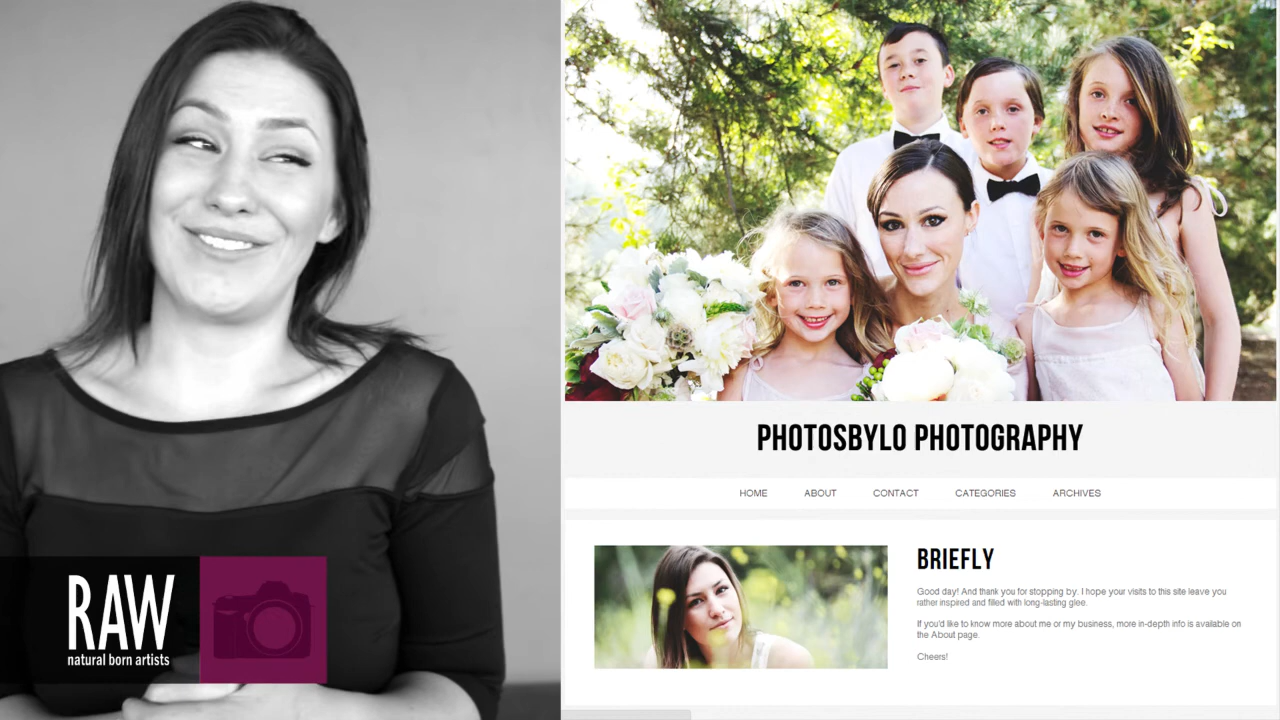 RAW
natural born artists
PHOTOSBYLO PHOTOGRAPHY
HOME ABOUT CONTACT CATEGORIES ARCHIVES
BRIEFLY
Good day! And thank you for stopping by. I hope your visits to this site leave you
rather inspired and filled with long-lasting glee.
If you'd like to know more about me or my business, more in-depth info is available on
the About page.
Cheers!